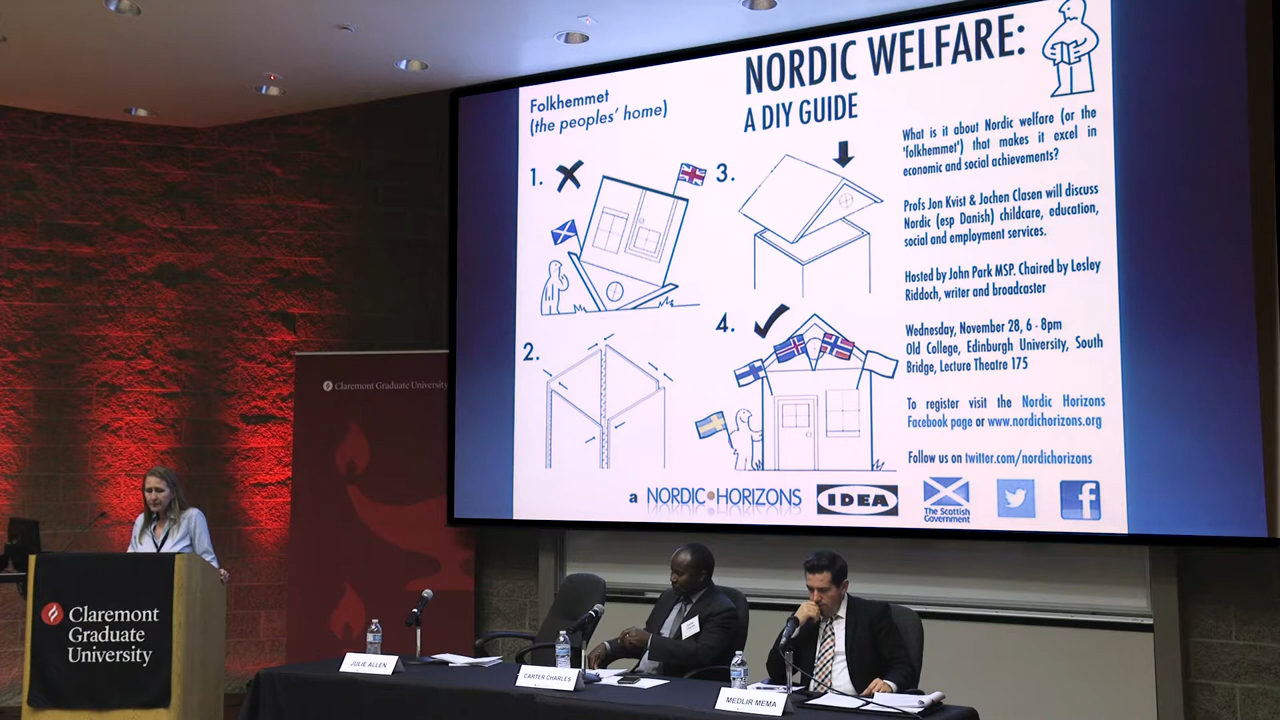 NORDIC WELFARE:
A DIY GUIDE
Folkhemmet
(the peoples' home)
1.
2.
3.
4.
What is it about Nordic welfare (or the
'folkhemmet') that makes it excel in
economic and social achievements?
Profs Jon Kvist & Jochen Clasen will discuss
Nordic (esp Danish) childcare, education,
social and employment services.
Hosted by John Park MSP. Chaired by Lesley
Riddoch, writer and broadcaster
Wednesday, November 28, 6 - 8pm
Old College, Edinburgh University, South
Bridge, Lecture Theatre 175
To register visit the Nordic Horizons
Facebook page or www.nordichorizons.org
Follow us on twitter.com/nordichorizons
a NORDIC HORIZONS
IDEA
The Scottish
Government
f
Claremont Graduate University
Claremont
Graduate
University
JULIE ALLEN
CARTER CHARLES
MEDLIR MEMA